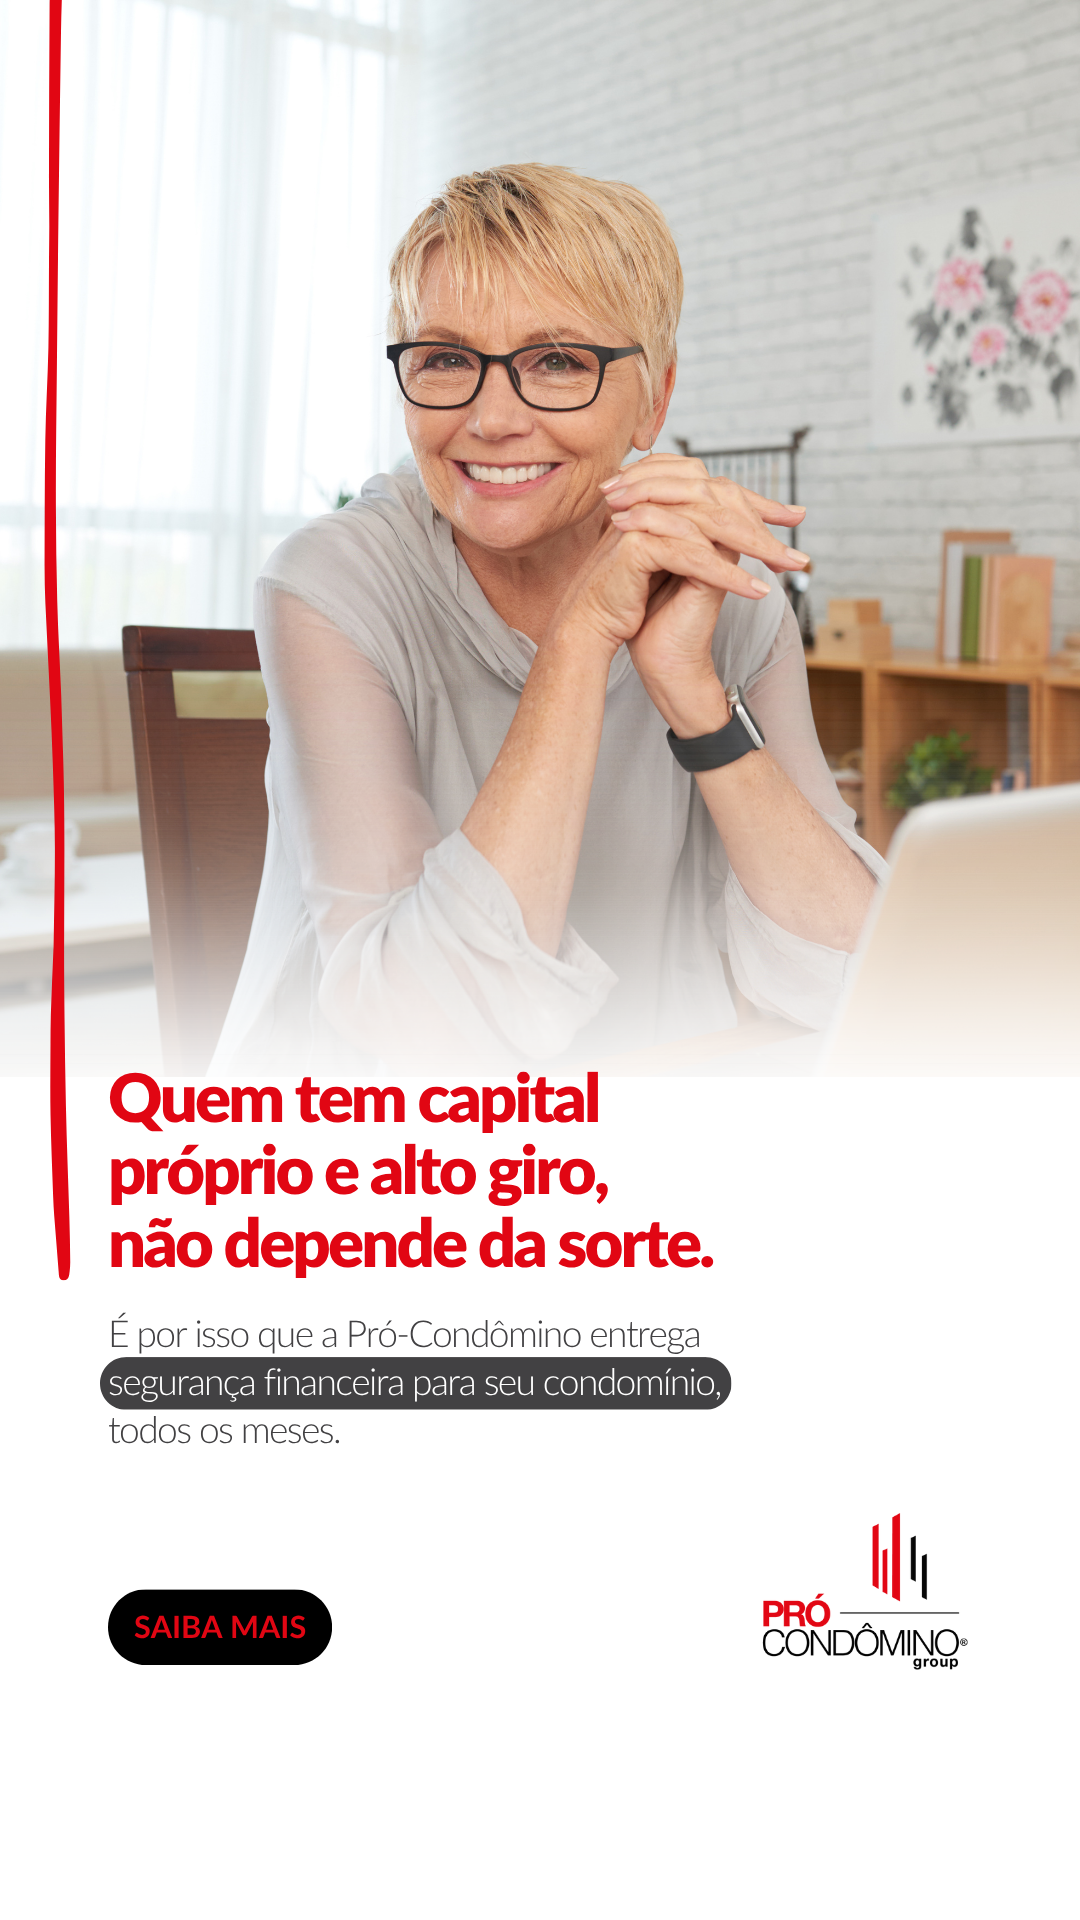 Quem tem capital
próprio e alto giro,
não depende da sorte.
É por isso que a Pró-Condômino entrega
segurança financeira para seu condomínio,
todos os meses.
SAIBA MAIS
PRÓ
CONDÔMINO®
group